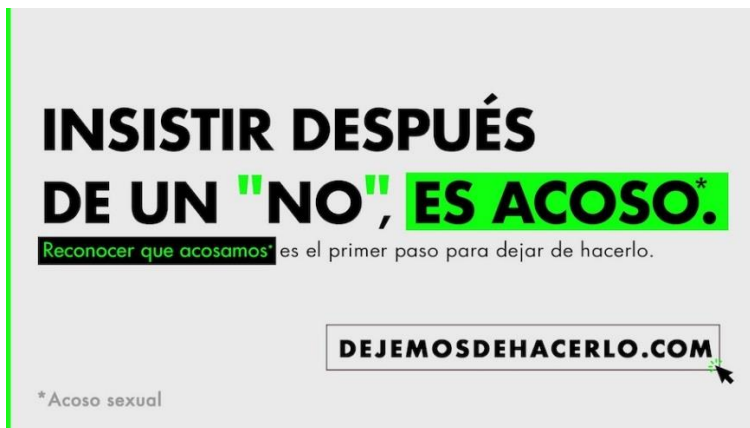 INSISTIR DESPUÉS
DE UN "NO", ES ACOSO*.
Reconocer que acosamos* es el primer paso para dejar de hacerlo.
DEJEMOSDEHACERLO.COM
*Acoso sexual